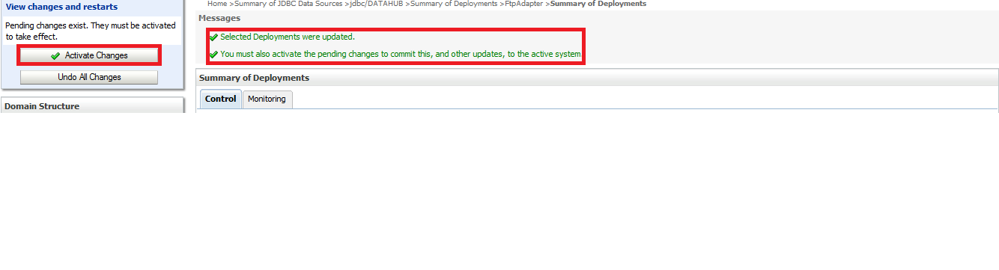 View changes and restarts
Pending changes exist. They must be activated
to take effect.
Activate Changes
Undo All Changes
Domain Structure
Home >Summary of JDBC Data Sources >jdbc/DATAHUB >Summary of Deployments >FtpAdapter >Summary of Deployments
Messages
Selected Deployments were updated.
You must also activate the pending changes to commit this, and other updates, to the active system.
Summary of Deployments
Control
Monitoring